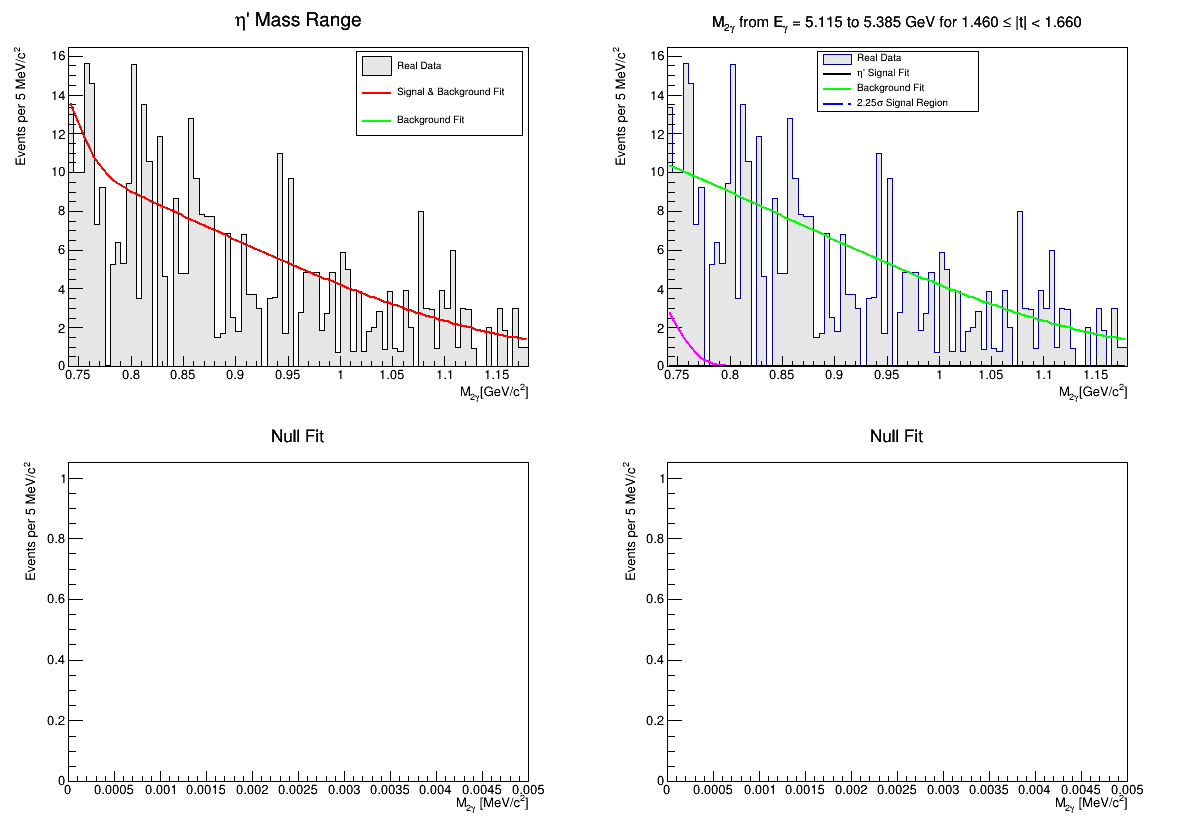 η' Mass Range
Events per 5 MeV/c²
16
14
12
10
8
6
4
2
0
Real Data
Signal & Background Fit
Background Fit
0.75 0.8 0.85 0.9 0.95 1 1.05 1.1 1.15
M₂γ[GeV/c²]
M₂γ from Eγ = 5.115 to 5.385 GeV for 1.460 ≤ |t| < 1.660
Events per 5 MeV/c²
16
14
12
10
8
6
4
2
0
Real Data
η' Signal Fit
Background Fit
2.25σ Signal Region
0.75 0.8 0.85 0.9 0.95 1 1.05 1.1 1.15
M₂γ[GeV/c²]
Null Fit
Events per 5 MeV/c²
1
0.8
0.6
0.4
0.2
0
0 0.0005 0.001 0.0015 0.002 0.0025 0.003 0.0035 0.004 0.0045 0.005
M₂γ [MeV/c²]
Null Fit
Events per 5 MeV/c²
1
0.8
0.6
0.4
0.2
0
0 0.0005 0.001 0.0015 0.002 0.0025 0.003 0.0035 0.004 0.0045 0.005
M₂γ [MeV/c²]